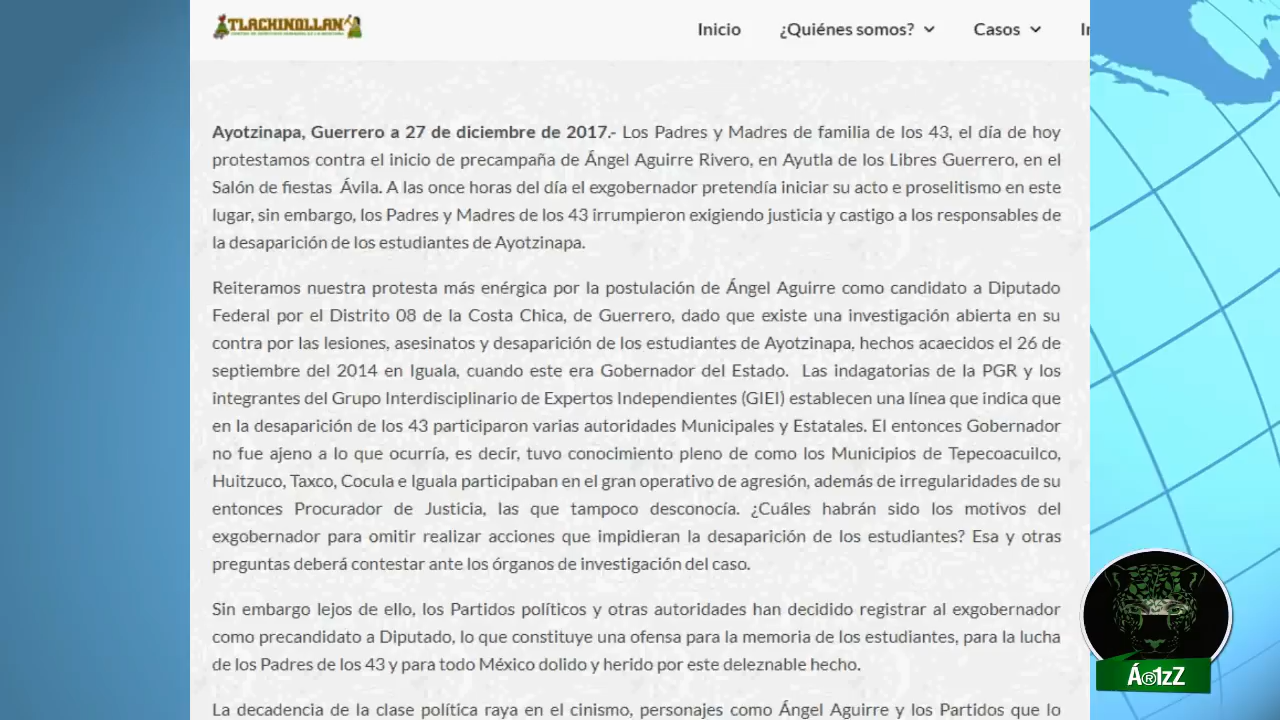 TLACHINOLLAN
Inicio
¿Quiénes somos?
Casos
Ayotzinapa, Guerrero a 27 de diciembre de 2017.- Los Padres y Madres de familia de los 43, el día de hoy
protestamos contra el inicio de precampaña de Ángel Aguirre Rivero, en Ayutla de los Libres Guerrero, en el
Salón de fiestas Ávila. A las once horas del día el exgobernador pretendía iniciar su acto e proselitismo en este
lugar, sin embargo, los Padres y Madres de los 43 irrumpieron exigiendo justicia y castigo a los responsables de
la desaparición de los estudiantes de Ayotzinapa.
Reiteramos nuestra protesta más enérgica por la postulación de Ángel Aguirre como candidato a Diputado
Federal por el Distrito 08 de la Costa Chica, de Guerrero, dado que existe una investigación abierta en su
contra por las lesiones, asesinatos y desaparición de los estudiantes de Ayotzinapa, hechos acaecidos el 26 de
septiembre del 2014 en Iguala, cuando este era Gobernador del Estado. Las indagatorias de la PGR y los
integrantes del Grupo Interdisciplinario de Expertos Independientes (GIEI) establecen una línea que indica que
en la desaparición de los 43 participaron varias autoridades Municipales y Estatales. El entonces Gobernador
no fue ajeno a lo que ocurría, es decir, tuvo conocimiento pleno de como los Municipios de Tepecoacuilco,
Huitzuco, Taxco, Cocula e Iguala participaban en el gran operativo de agresión, además de irregularidades de su
entonces Procurador de Justicia, las que tampoco desconocía. ¿Cuáles habrán sido los motivos del
exgobernador para omitir realizar acciones que impidieran la desaparición de los estudiantes? Esa y otras
preguntas deberá contestar ante los órganos de investigación del caso.
Sin embargo lejos de ello, los Partidos políticos y otras autoridades han decidido registrar al exgobernador
como precandidato a Diputado, lo que constituye una ofensa para la memoria de los estudiantes, para la lucha
de los Padres de los 43 y para todo México dolido y herido por este deleznable hecho.
La decadencia de la clase política raya en el cinismo, personajes como Ángel Aguirre y los Partidos que lo
Á®1zZ